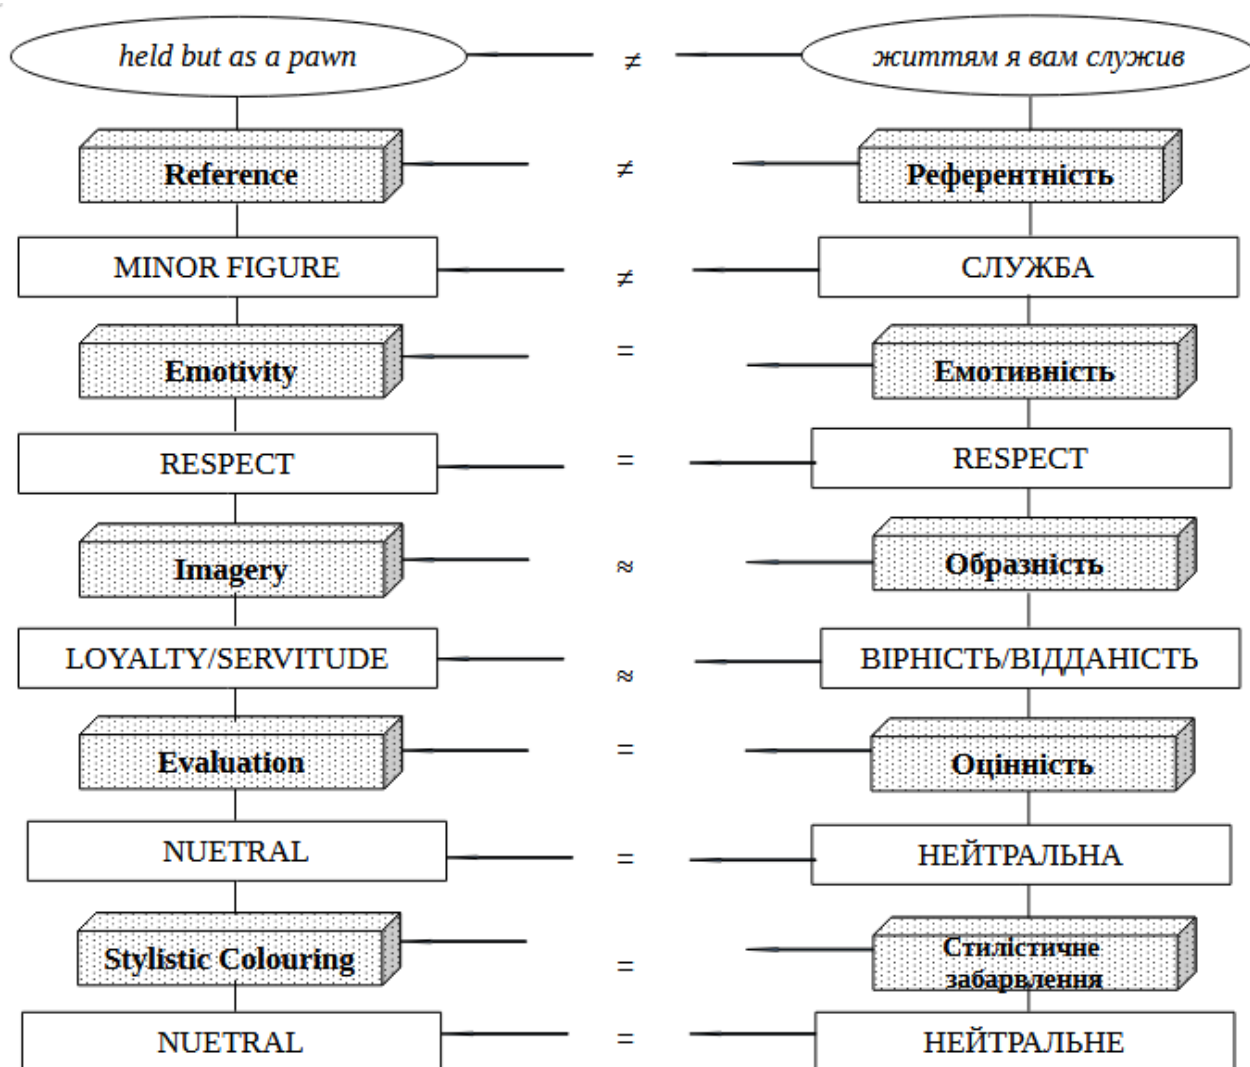 held but as a pawn ≠ життям я вам служив
Reference ≠ Референтність
MINOR FIGURE ≠ СЛУЖБА
Emotivity = Емотивність
RESPECT = RESPECT
Imagery ≈ Образність
LOYALTY/SERVITUDE ≈ ВІРНІСТЬ/ВІДДАНІСТЬ
Evaluation = Оцінність
NUETRAL = НЕЙТРАЛЬНА
Stylistic Colouring = Стилістичне
забарвлення
NUETRAL = НЕЙТРАЛЬНЕ